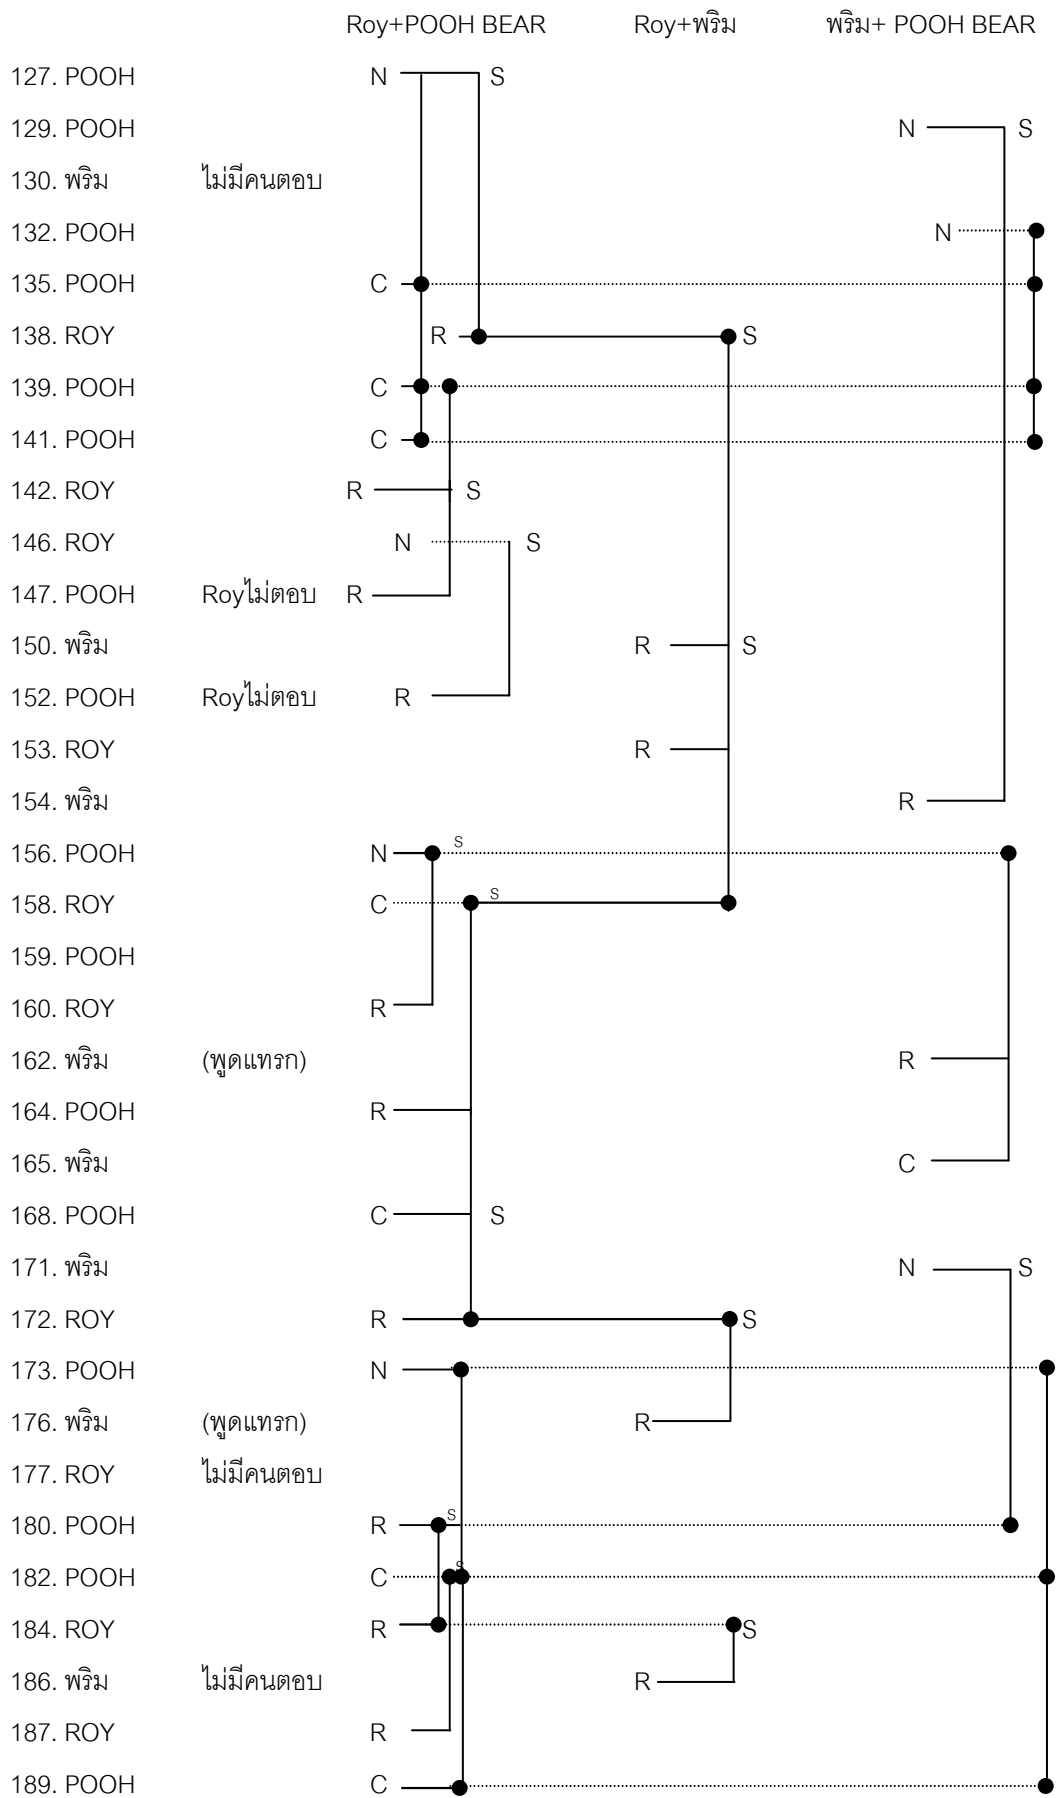 Roy+POOH BEAR Roy+พริม พริม+ POOH BEAR
127. POOH N S
129. POOH N S
130. พริม ไม่มีคนตอบ
132. POOH N
135. POOH C
138. ROY R S
139. POOH C
141. POOH C
142. ROY R S
146. ROY N S
147. POOH Royไม่ตอบ R
150. พริม R S
152. POOH Royไม่ตอบ R
153. ROY R
154. พริม R
156. POOH N S
158. ROY C S
159. POOH
160. ROY R
162. พริม (พูดแทรก) R
164. POOH R
165. พริม C
168. POOH C S
171. พริม N S
172. ROY R S
173. POOH N
176. พริม (พูดแทรก) R
177. ROY ไม่มีคนตอบ
180. POOH R S
182. POOH C S
184. ROY R S
186. พริม ไม่มีคนตอบ R
187. ROY R
189. POOH C